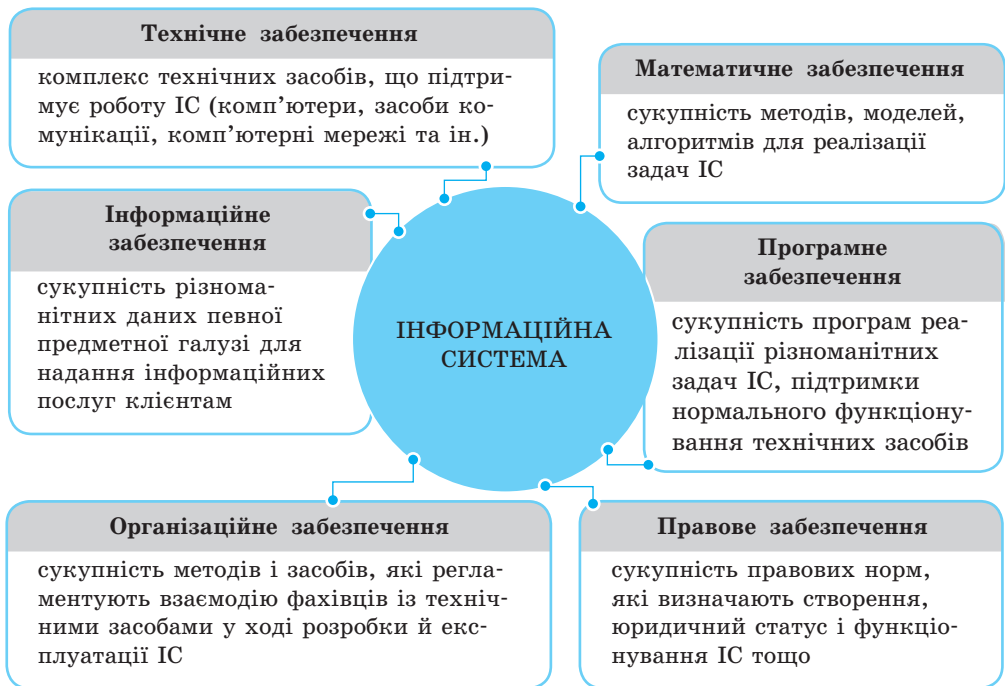 Технічне забезпечення
комплекс технічних засобів, що підтри-
мує роботу ІС (комп’ютери, засоби ко-
мунікації, комп’ютерні мережі та ін.)
Математичне забезпечення
сукупність методів, моделей,
алгоритмів для реалізації
задач ІС
Інформаційне
забезпечення
сукупність різнома-
нітних даних певної
предметної галузі для
надання інформаційних
послуг клієнтам
ІНФОРМАЦІЙНА
СИСТЕМА
Програмне
забезпечення
сукупність програм реа-
лізації різноманітних
задач ІС, підтримки
нормального функціону-
вання технічних засобів
Організаційне забезпечення
сукупність методів і засобів, які регла-
ментують взаємодію фахівців із техніч-
ними засобами у ході розробки й екс-
плуатації ІС
Правове забезпечення
сукупність правових норм,
які визначають створення,
юридичний статус і функціо-
нування ІС тощо